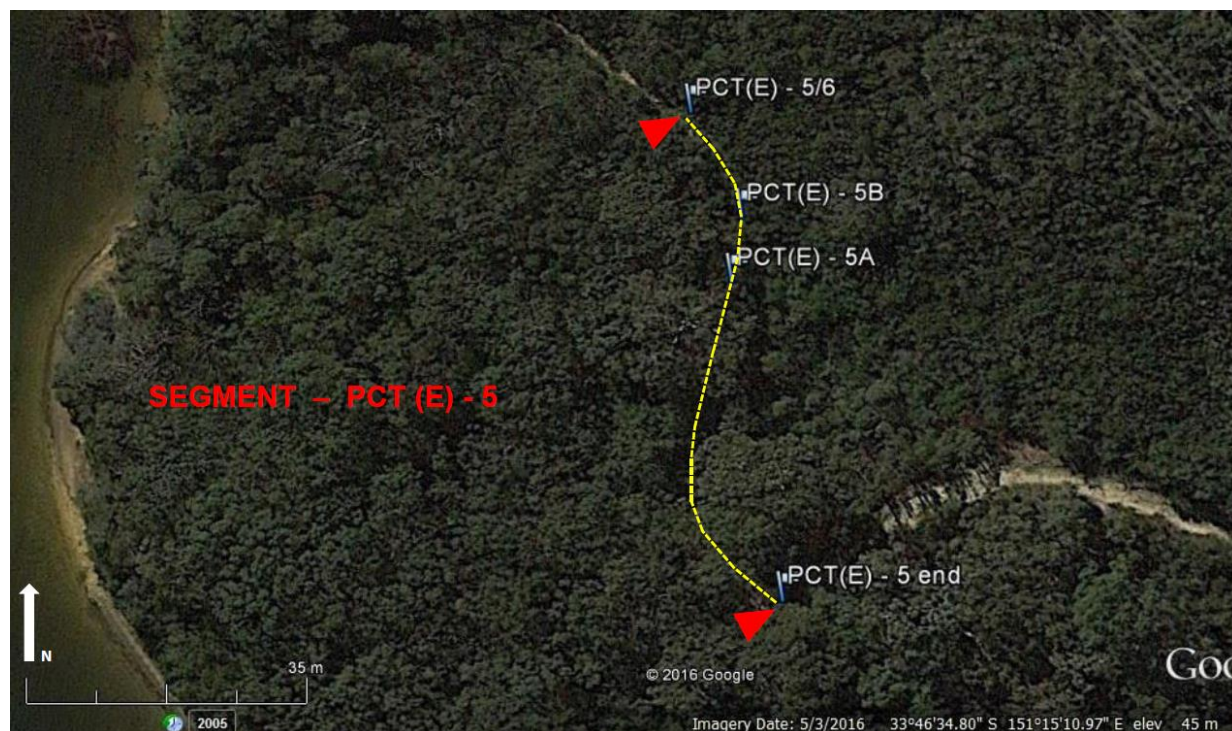 PCT(E) - 5/6
PCT(E) - 5B
PCT(E) - 5A
SEGMENT – PCT (E) - 5
PCT(E) - 5 end
N
35 m
© 2016 Google
Goo
2005
Imagery Date: 5/3/2016 33°46'34.80" S 151°15'10.97" E elev 45 m